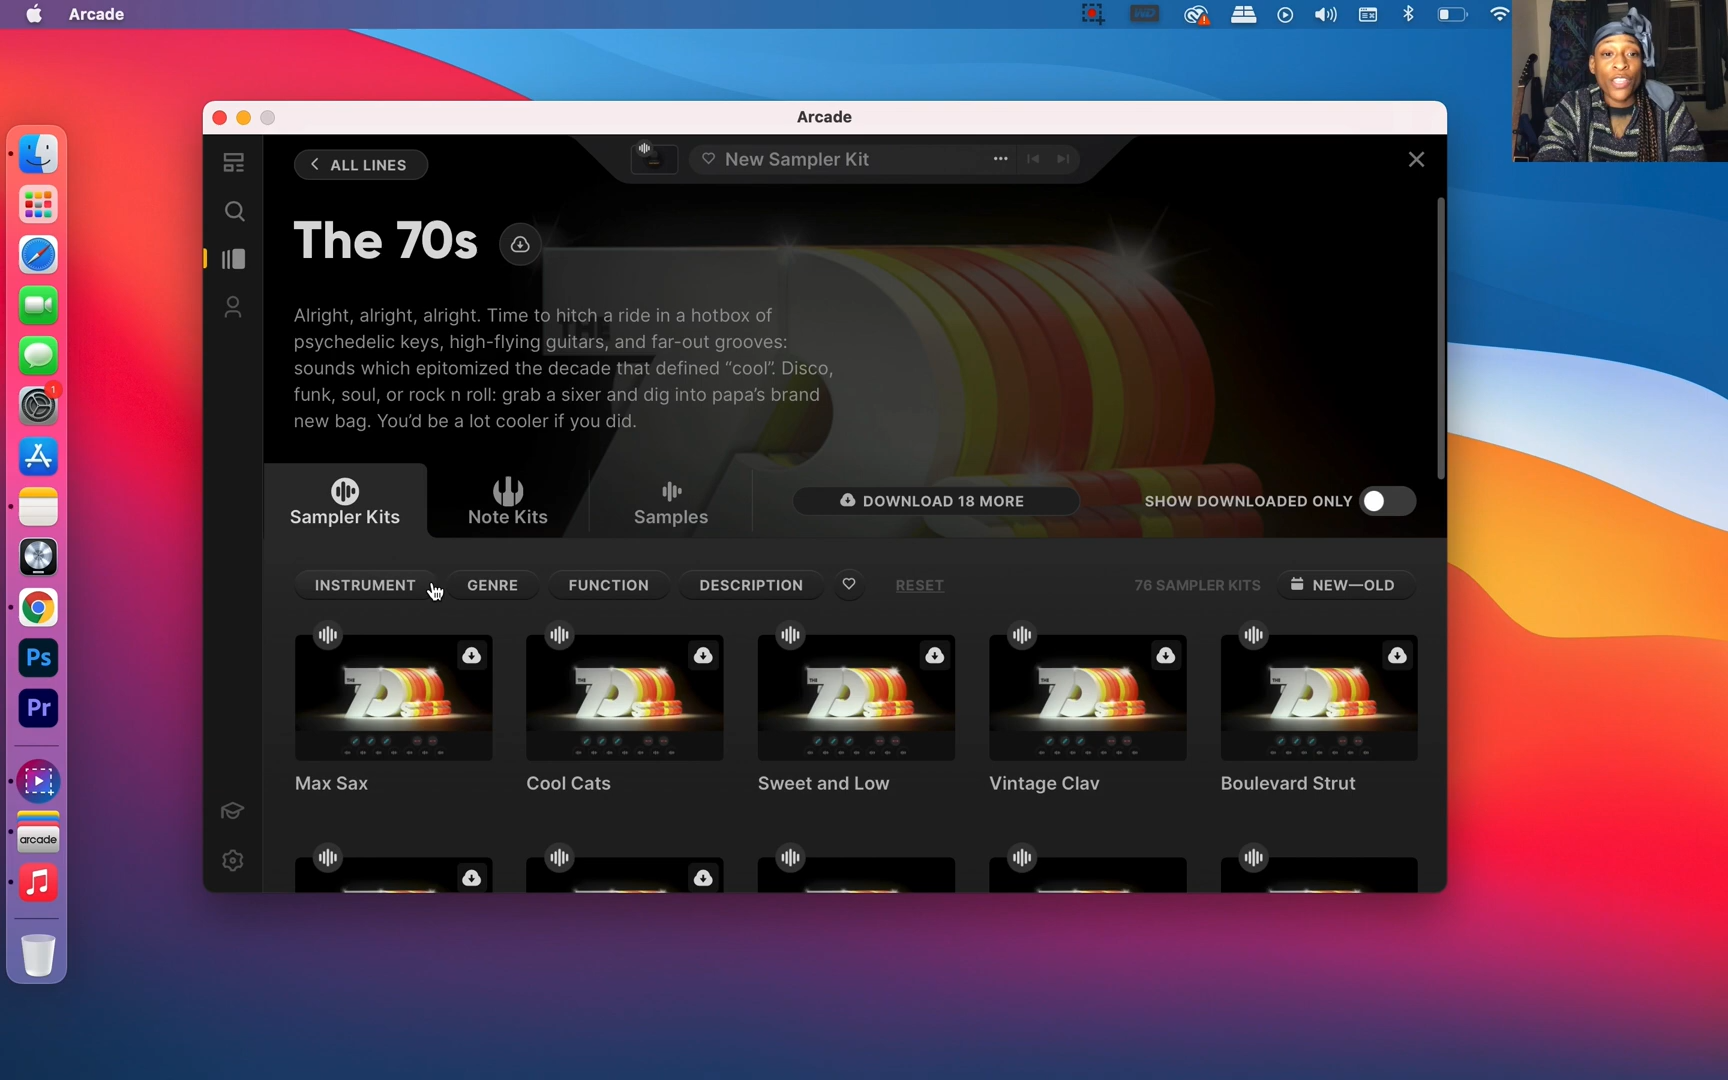 Arcade
Arcade
ALL LINES
New Sampler Kit
The 70s
Alright, alright, alright. Time to hitch a ride in a hotbox of
psychedelic keys, high-flying guitars, and far-out grooves:
sounds which epitomized the decade that defined “cool”. Disco,
funk, soul, or rock n roll: grab a sixer and dig into papa’s brand
new bag. You’d be a lot cooler if you did.
Sampler Kits
Note Kits
Samples
DOWNLOAD 18 MORE
SHOW DOWNLOADED ONLY
INSTRUMENT
GENRE
FUNCTION
DESCRIPTION
RESET
76 SAMPLER KITS
NEW—OLD
Max Sax
Cool Cats
Sweet and Low
Vintage Clav
Boulevard Strut
1
Ps
Pr
arcade